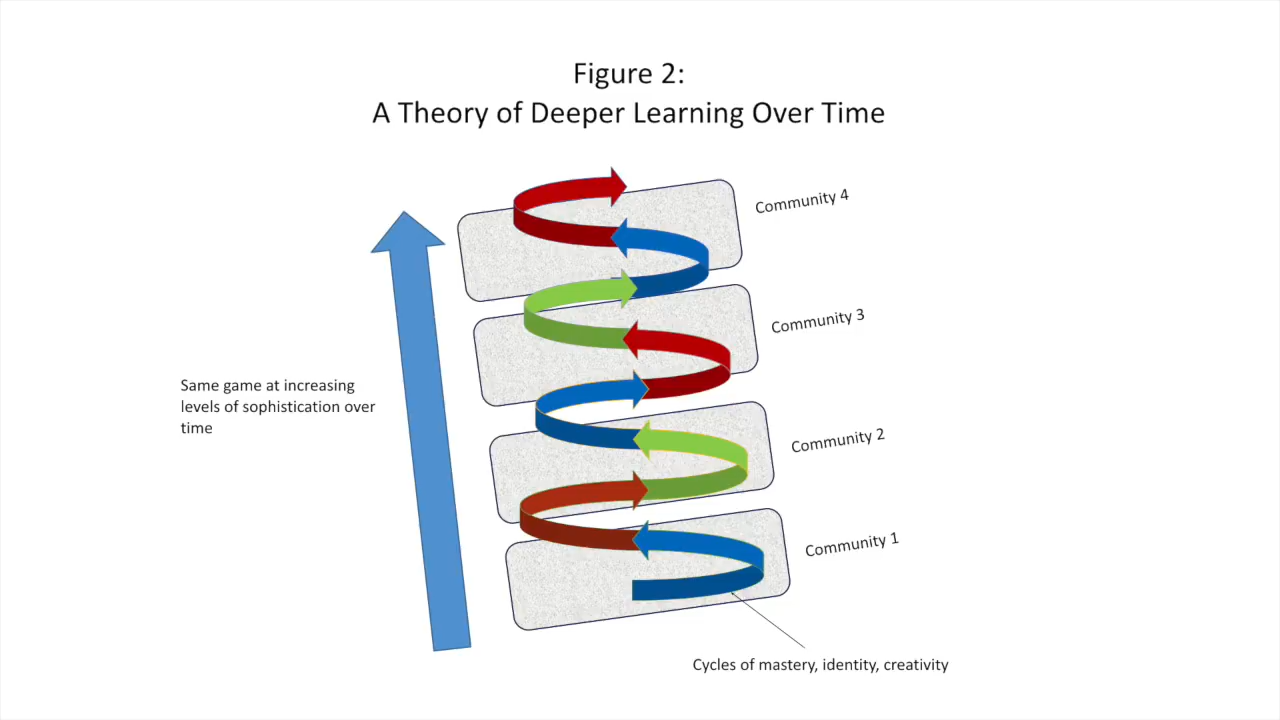 Figure 2:
A Theory of Deeper Learning Over Time
Community 4
Community 3
Same game at increasing
levels of sophistication over
time
Community 2
Community 1
Cycles of mastery, identity, creativity